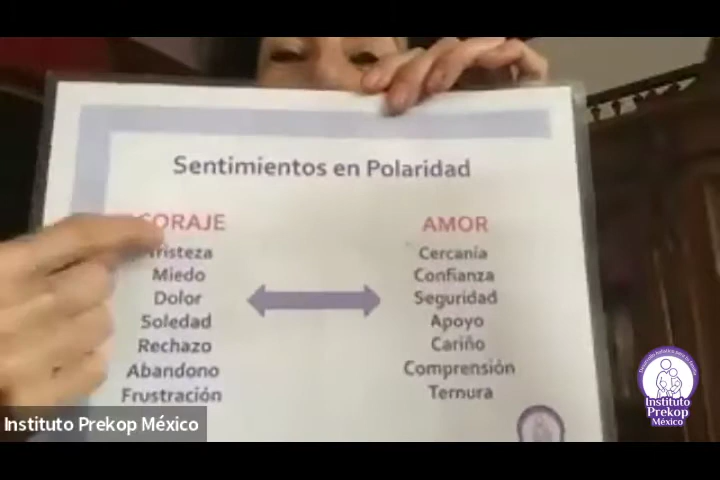 Sentimientos en Polaridad
CORAJE
Tristeza
Miedo
Dolor
Soledad
Rechazo
Abandono
Frustración
AMOR
Cercanía
Confianza
Seguridad
Apoyo
Cariño
Comprensión
Ternura
Instituto Prekop México
Instituto
Prekop
México